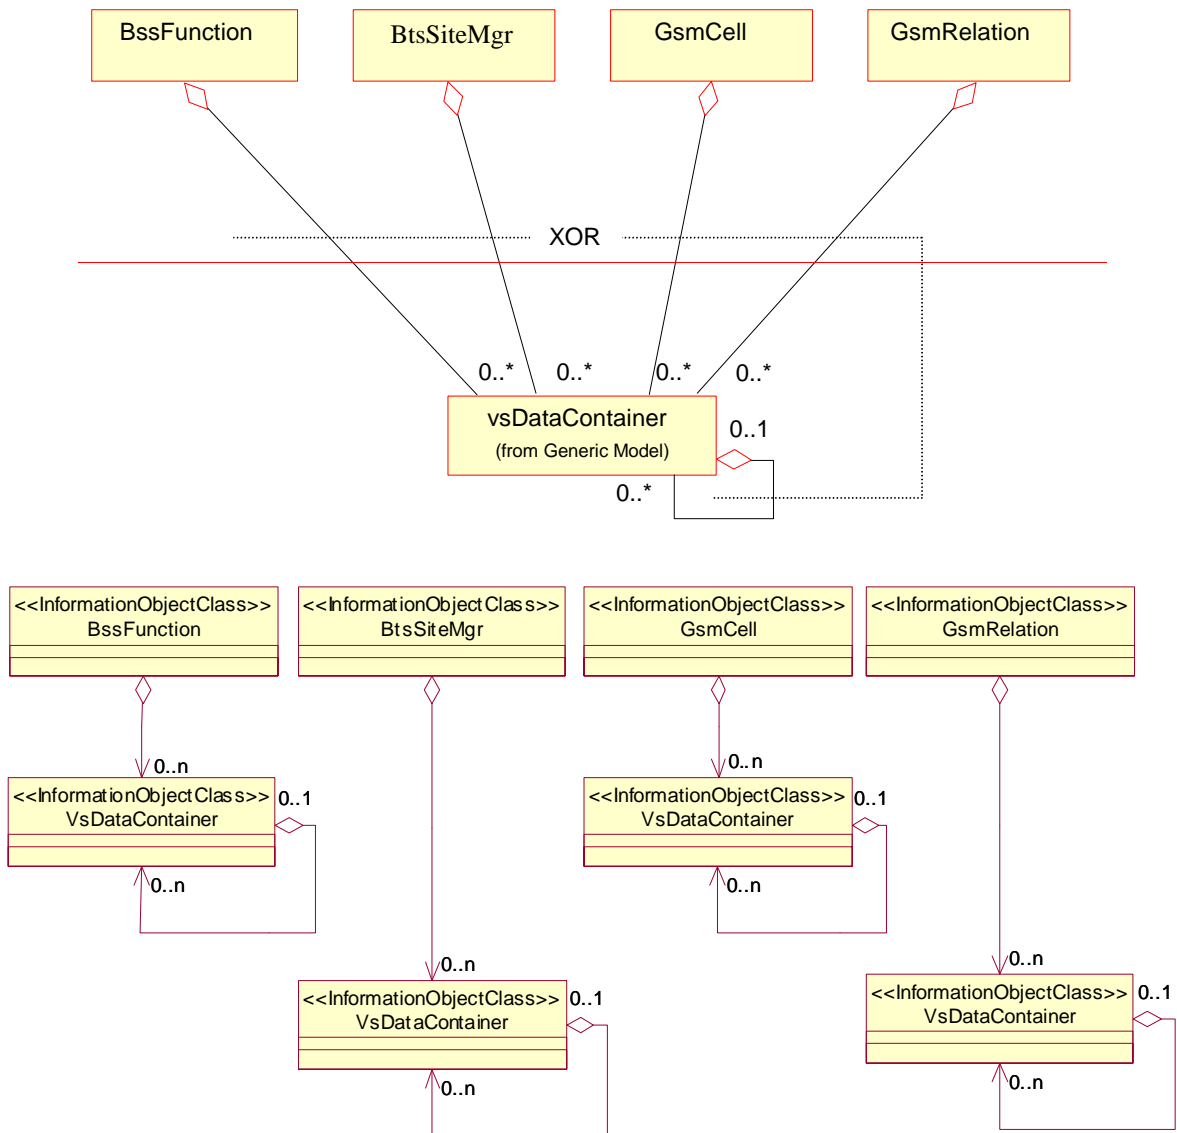 BssFunction
BtsSiteMgr
GsmCell
GsmRelation
XOR
0..*
0..*
0..*
0..*
vsDataContainer
(from Generic Model)
0..1
0..*
<<InformationObjectClass>>
BssFunction
<<InformationObjectClass>>
BtsSiteMgr
<<InformationObjectClass>>
GsmCell
<<InformationObjectClass>>
GsmRelation
0..n
<<InformationObjectClass>>
VsDataContainer
0..1
0..n
0..n
<<InformationObjectClass>>
VsDataContainer
0..1
0..n
0..n
<<InformationObjectClass>>
VsDataContainer
0..1
0..n
0..n
<<InformationObjectClass>>
VsDataContainer
0..1
0..n